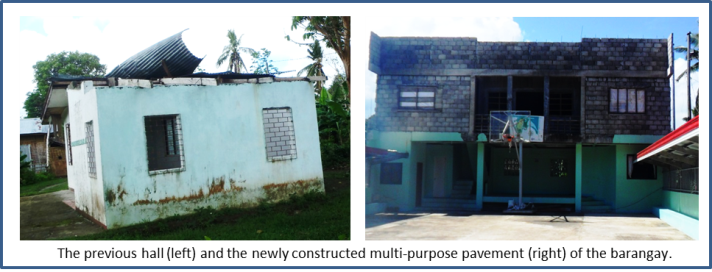 The previous hall (left) and the newly constructed multi-purpose pavement (right) of the barangay.